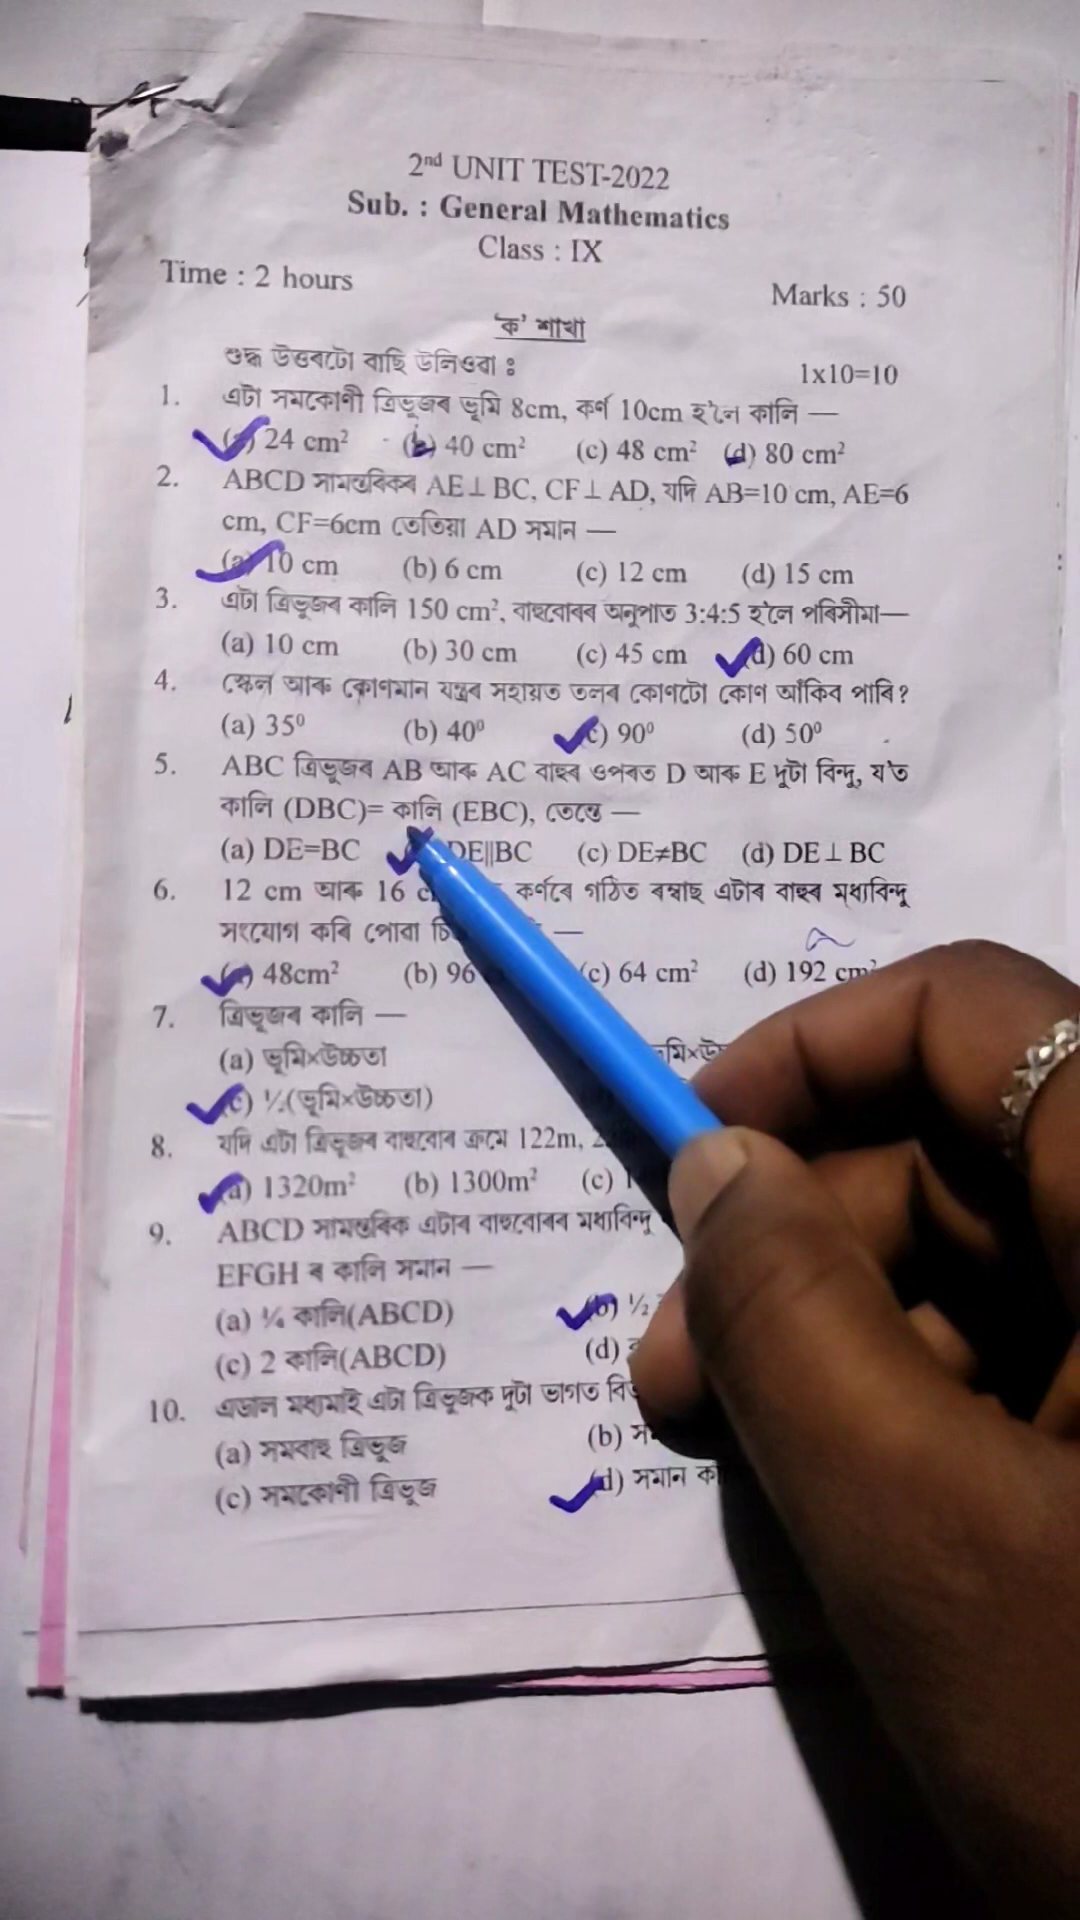 2nd UNIT TEST-2022
Sub. : General Mathematics
Class : IX
Time : 2 hours
Marks : 50
'ক' শাখা
শুদ্ধ উত্তৰটো বাছি উলিওৱা ঃ
1x10=10
1. এটা সমকোণী ত্ৰিভূজৰ ভূমি 8cm, কৰ্ণ 10cm হ'লে কালি —
(a) 24 cm² (b) 40 cm² (c) 48 cm² (d) 80 cm²
2. ABCD সামন্তৰিকৰ AE⊥BC, CF⊥AD, যদি AB=10 cm, AE=6
cm, CF=6cm তেতিয়া AD সমান —
(a) 10 cm (b) 6 cm (c) 12 cm (d) 15 cm
3. এটা ত্ৰিভূজৰ কালি 150 cm², বাহুবোৰৰ অনুপাত 3:4:5 হ'লে পৰিসীমা—
(a) 10 cm (b) 30 cm (c) 45 cm (d) 60 cm
4. স্কেল আৰু কোণমান যন্ত্ৰৰ সহায়ত তলৰ কোণটো কোণ আঁকিব পাৰি?
(a) 35⁰ (b) 40⁰ (c) 90⁰ (d) 50⁰
5. ABC ত্ৰিভূজৰ AB আৰু AC বাহুৰ ওপৰত D আৰু E দুটা বিন্দু, য'ত
কালি (DBC)= কালি (EBC), তেন্তে —
(a) DE=BC DE||BC (c) DE≠BC (d) DE⊥BC
6. 12 cm আৰু 16 কৰ্ণৰে গঠিত ৰম্বাছ এটাৰ বাহুৰ মধ্যবিন্দু
সংযোগ কৰি পোৱা —
48cm² (b) 96 (c) 64 cm² (d) 192 cm²
7. ত্ৰিভূজৰ কালি —
(a) ভূমি×উচ্চতা
(c) ½(ভূমি×উচ্চতা)
8. যদি এটা ত্ৰিভূজৰ বাহুবোৰ ক্ৰমে 122m,
(a) 1320m² (b) 1300m² (c)
9. ABCD সামন্তৰিক এটাৰ বাহুবোৰৰ মধ্যবিন্দু
EFGH ৰ কালি সমান —
(a) ¼ কালি(ABCD) (b) ½
(c) 2 কালি(ABCD) (d)
10. এডাল মধ্যমাই এটা ত্ৰিভূজক দুটা ভাগত
(a) সমবাহু ত্ৰিভূজ (b)
(c) সমকোণী ত্ৰিভূজ (d) সমান